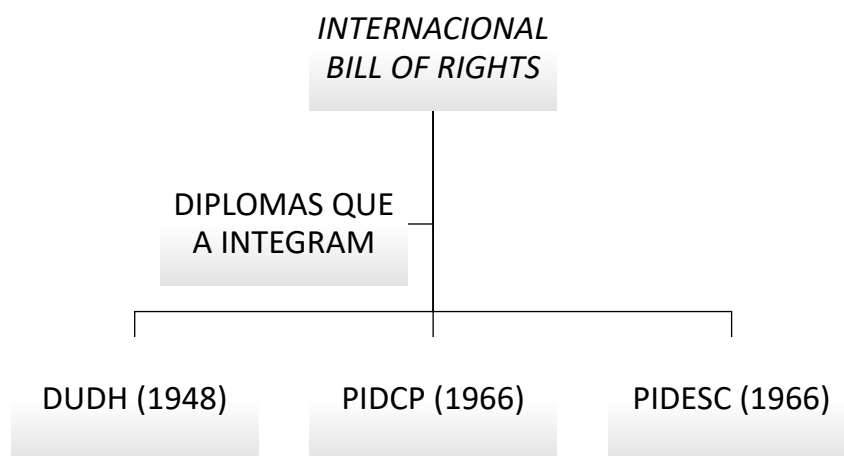 INTERNACIONAL
BILL OF RIGHTS
DIPLOMAS QUE
A INTEGRAM
DUDH (1948)
PIDCP (1966)
PIDESC (1966)